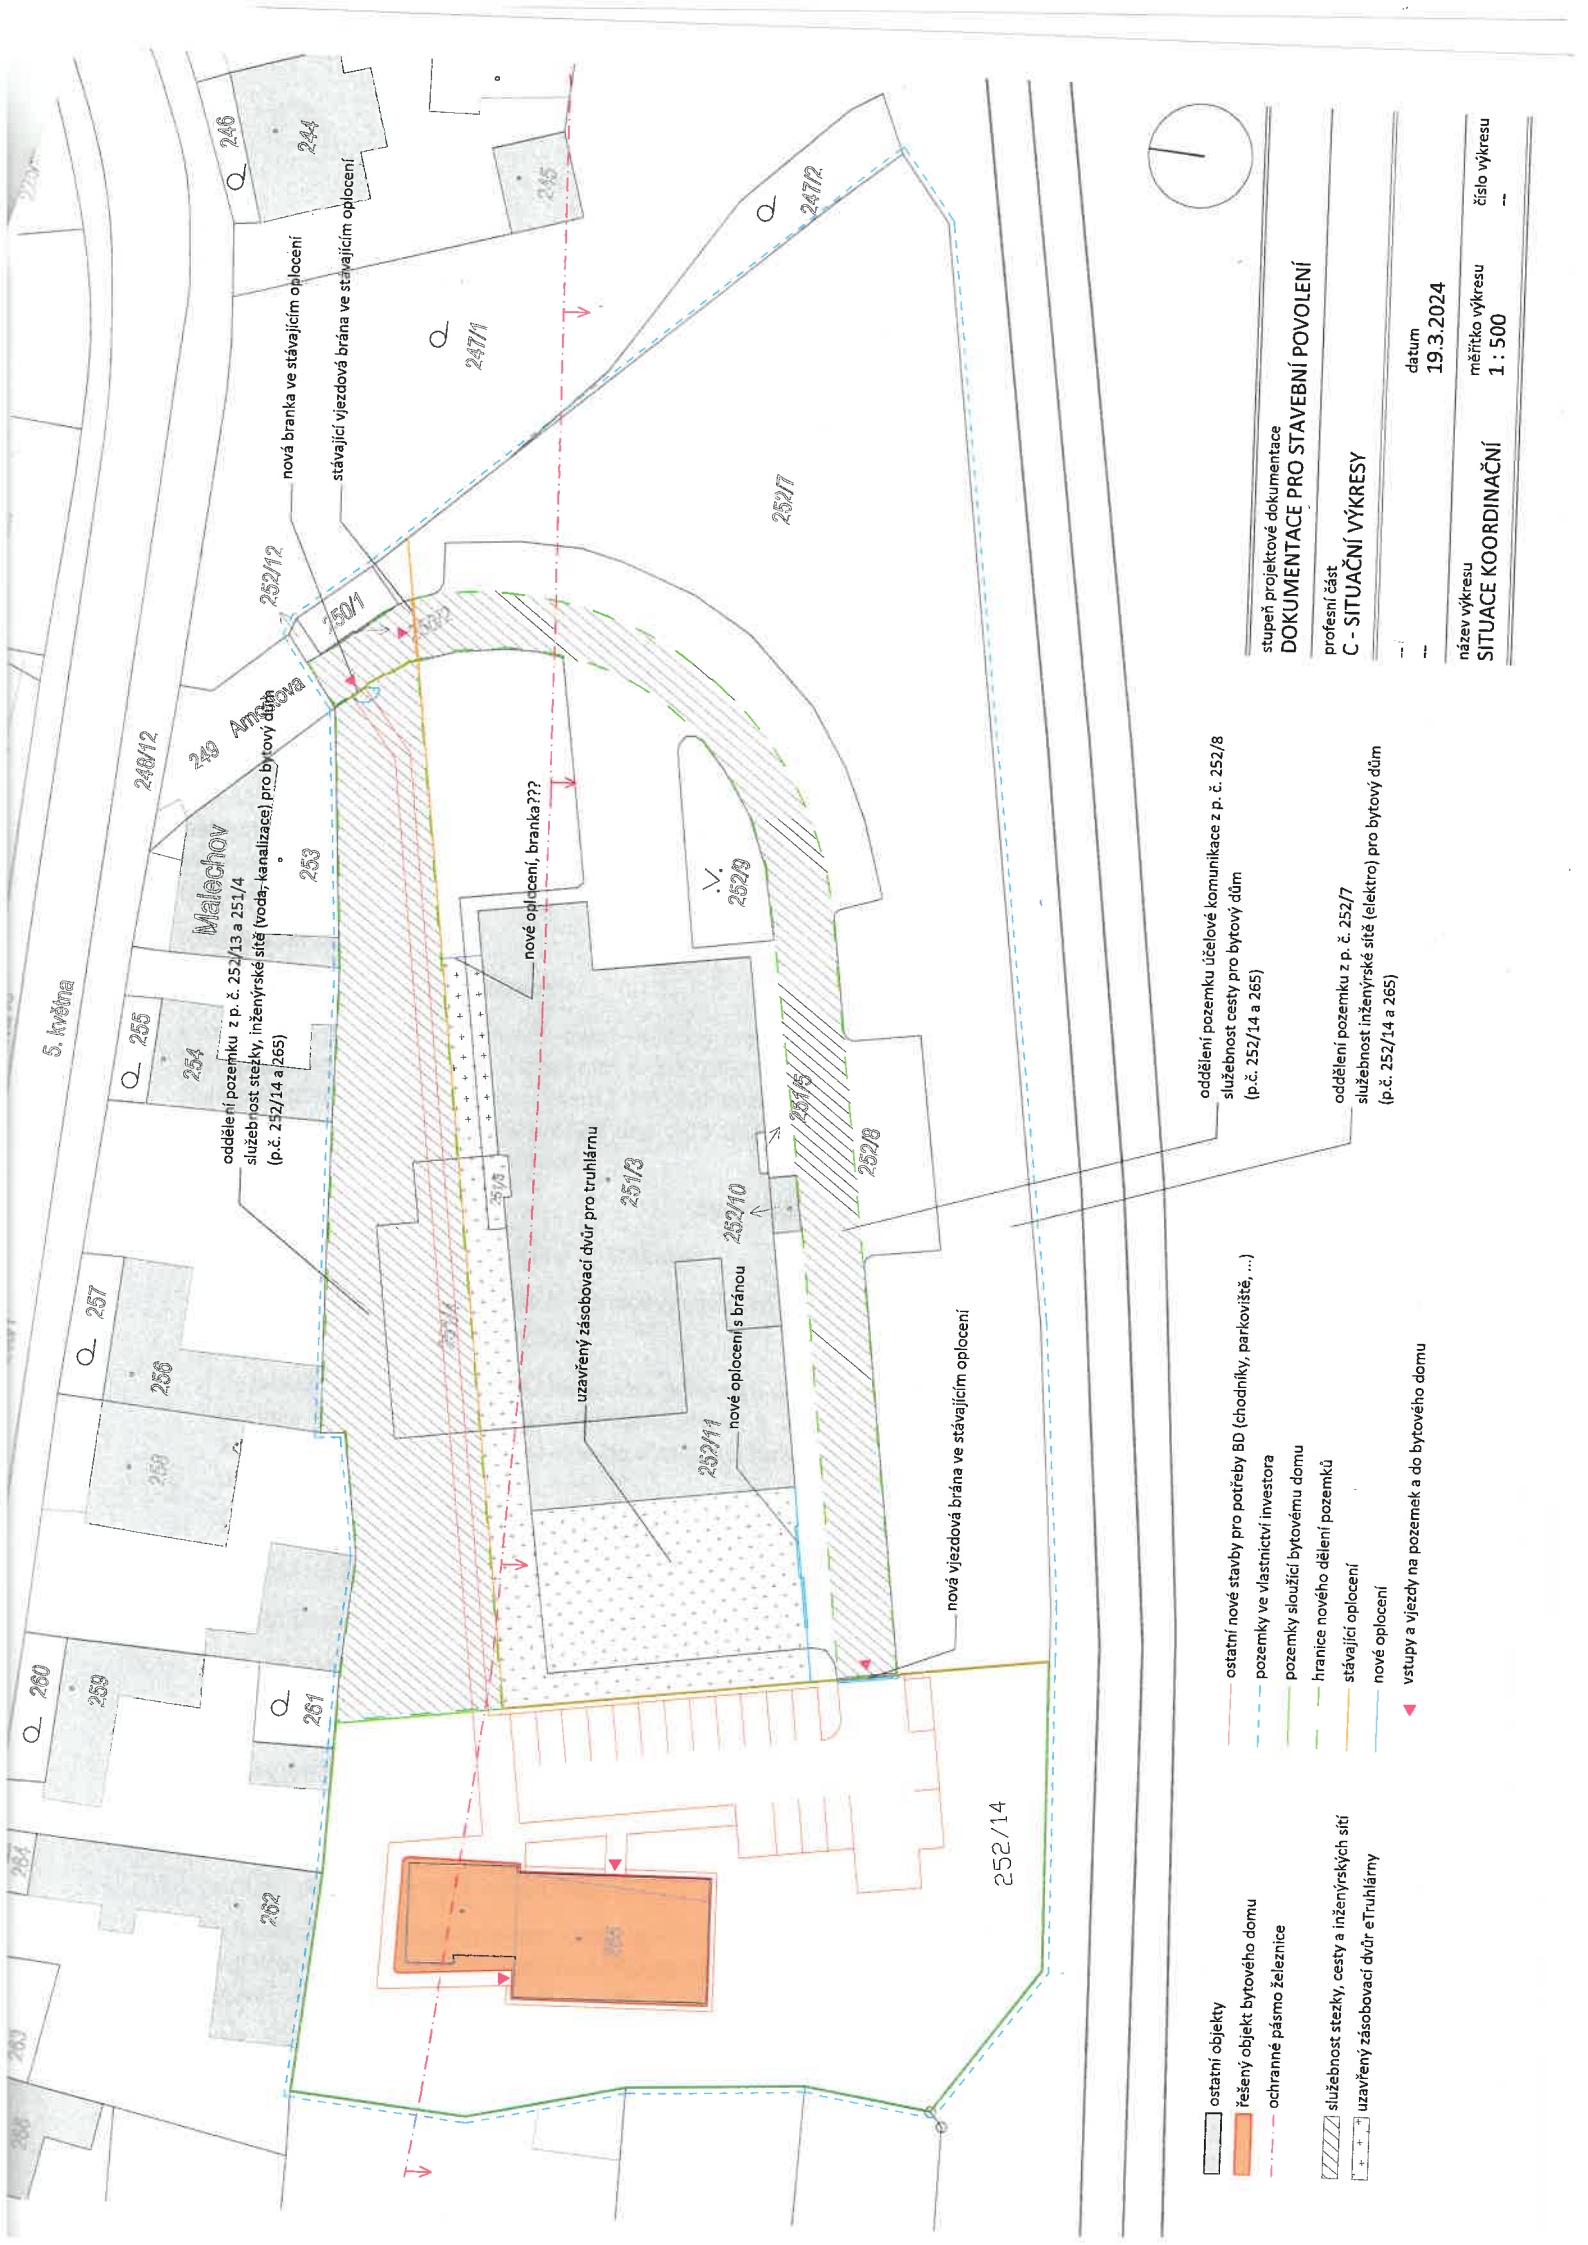 5. května
246
244
245
247/1
247/2
248/12
249
Malechov
253
252/12
250/1
250/2
252/7
252/9
252/8
252/10
252/11
252/14
251/3
251/5
254
255
256
257
258
259
260
261
262
264
263
266
nová branka ve stávajícím oplocení
stávající vjezdová brána ve stávajícím oplocení
oddělení pozemku z p. č. 252/13 a 251/4
služebnost stezky, inženýrské sítě (voda, kanalizace) pro bytový dům
(p.č. 252/14 a 265)
nové oplocení, branka???
uzavřený zásobovací dvůr pro truhlárnu
nové oplocení s bránou
nová vjezdová brána ve stávajícím oplocení
oddělení pozemku účelové komunikace z p. č. 252/8
služebnost cesty pro bytový dům
(p.č. 252/14 a 265)
oddělení pozemku z p. č. 252/7
služebnost inženýrské sítě (elektro) pro bytový dům
(p.č. 252/14 a 265)
ostatní objekty
řešený objekt bytového domu
ochranné pásmo železnice
služebnost stezky, cesty a inženýrských sítí
uzavřený zásobovací dvůr eTruhlárny
ostatní nové stavby pro potřeby BD (chodníky, parkoviště, ...)
pozemky ve vlastnictví investora
pozemky sloužící bytovému domu
hranice nového dělení pozemků
stávající oplocení
nové oplocení
vstupy a vjezdy na pozemek a do bytového domu
stupeň projektové dokumentace
DOKUMENTACE PRO STAVEBNÍ POVOLENÍ
profesní část
C - SITUAČNÍ VÝKRESY
--
--
datum
19.3.2024
název výkresu
SITUACE KOORDINAČNÍ
měřítko výkresu
1 : 500
číslo výkresu
--